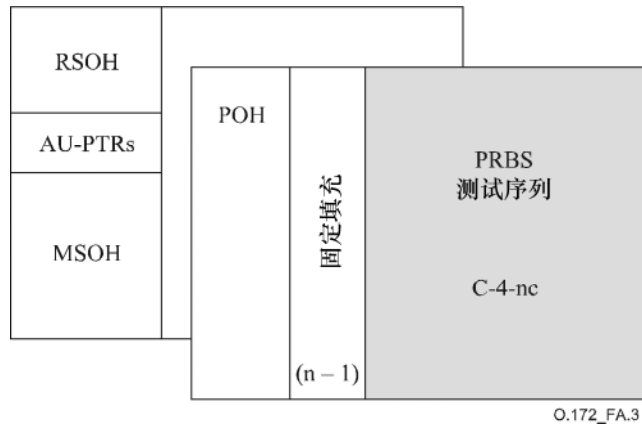 RSOH
AU-PTRs
MSOH
POH
固定填充
(n – 1)
PRBS
测试序列
C-4-nc
O.172_FA.3